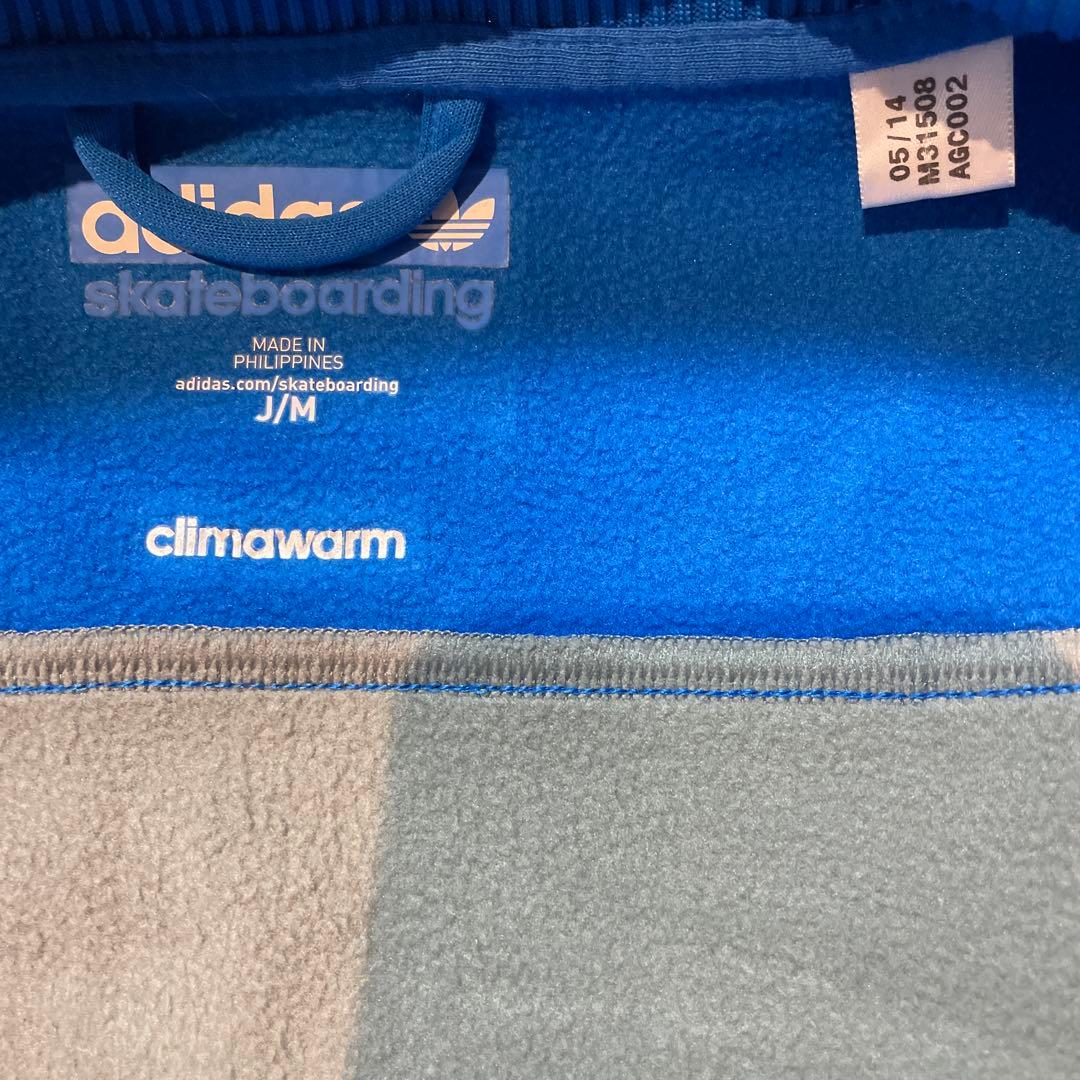 adidas
skateboarding
MADE IN
PHILIPPINES
adidas.com/skateboarding
J/M
climawarm
05/14
M31508
AGC002